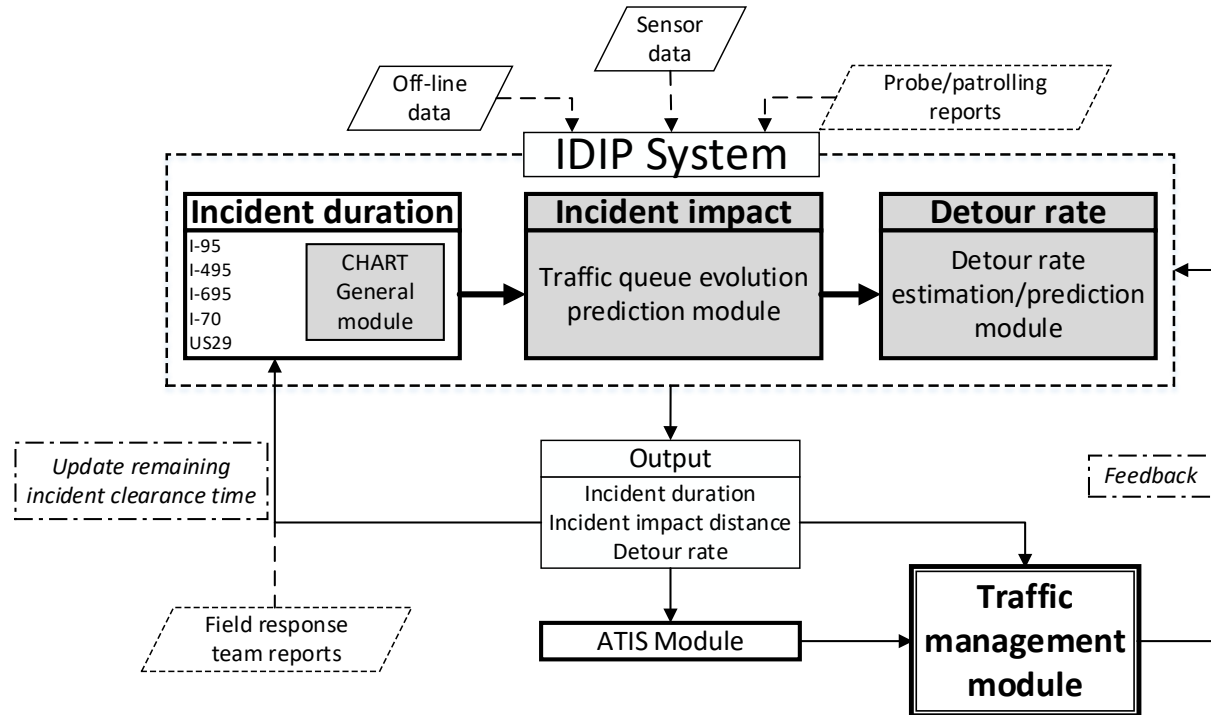 Sensor
data
Off-line
data
Probe/patrolling
reports
IDIP System
Incident duration
I-95
I-495
I-695
I-70
US29
CHART
General
module
Incident impact
Traffic queue evolution
prediction module
Detour rate
Detour rate
estimation/prediction
module
Update remaining
incident clearance time
Output
Incident duration
Incident impact distance
Detour rate
Feedback
Field response
team reports
ATIS Module
Traffic
management
module